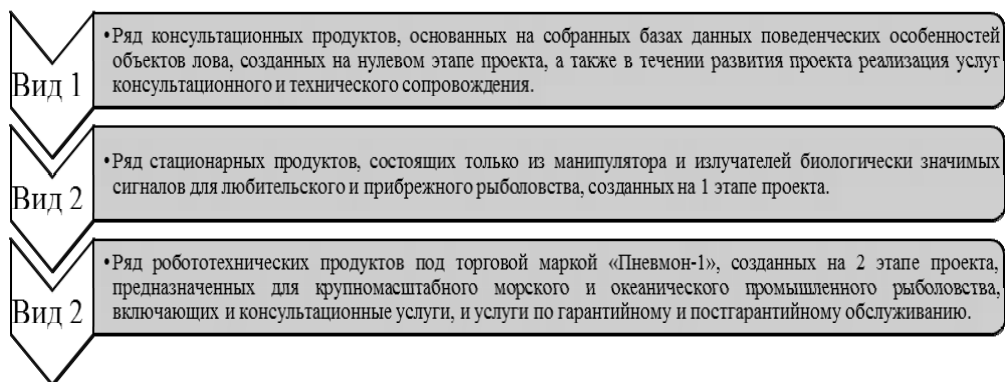 Вид 1
•Ряд консультационных продуктов, основанных на собранных базах данных поведенческих особенностей
объектов лова, созданных на нулевом этапе проекта, а также в течении развития проекта реализация услуг
консультационного и технического сопровождения.
Вид 2
•Ряд стационарных продуктов, состоящих только из манипулятора и излучателей биологически значимых
сигналов для любительского и прибрежного рыболовства, созданных на 1 этапе проекта.
Вид 2
•Ряд робототехнических продуктов под торговой маркой «Пневмон-1», созданных на 2 этапе проекта,
предназначенных для крупномасштабного морского и океанического промышленного рыболовства,
включающих и консультационные услуги, и услуги по гарантийному и постгарантийному обслуживанию.